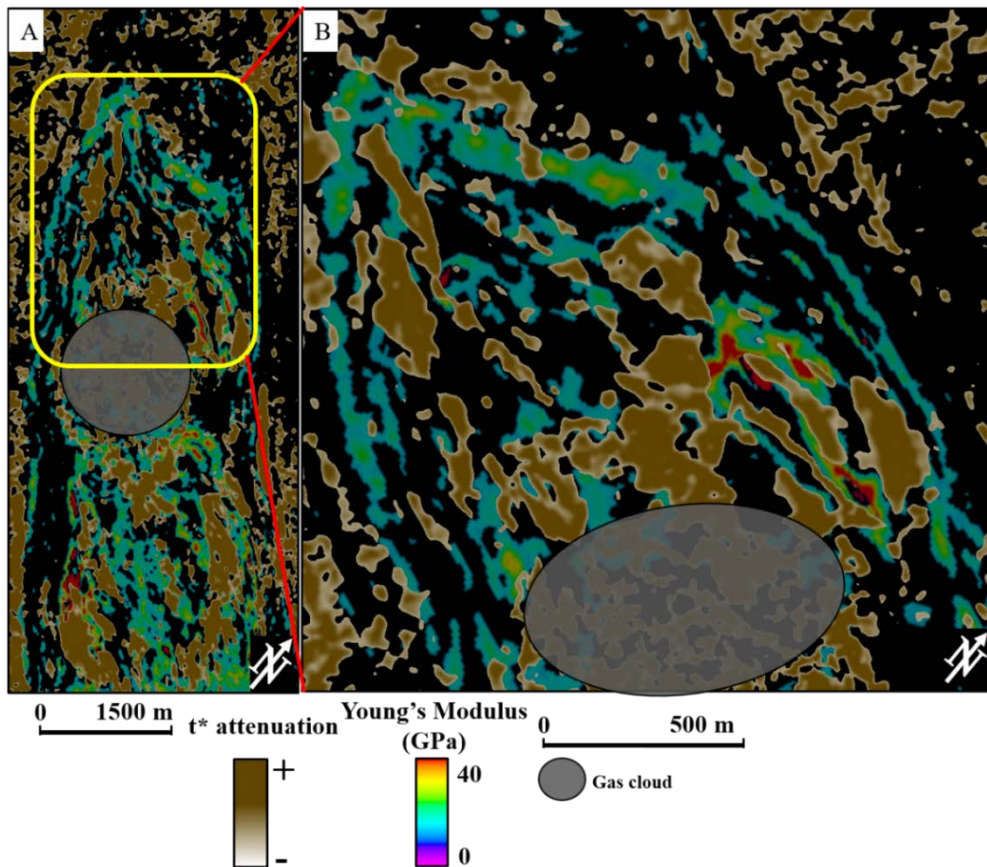 A
B
N
N
0 1500 m
t* attenuation
+
-
Young's Modulus
(GPa)
40
0
0 500 m
Gas cloud